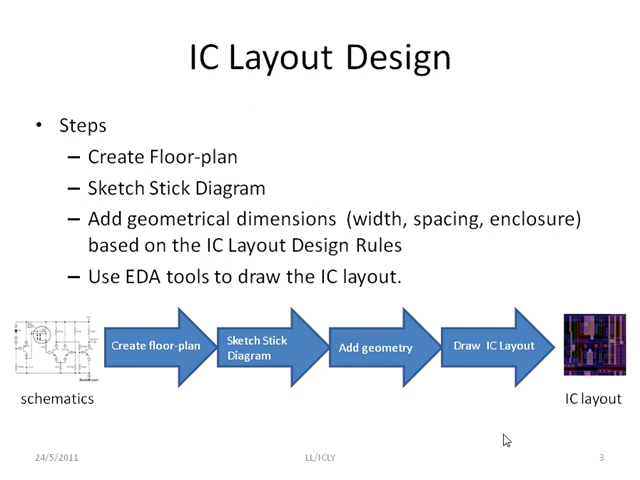 IC Layout Design
• Steps
– Create Floor-plan
– Sketch Stick Diagram
– Add geometrical dimensions (width, spacing, enclosure)
based on the IC Layout Design Rules
– Use EDA tools to draw the IC layout.
Create floor-plan
Sketch Stick
Diagram
Add geometry
Draw IC Layout
schematics
IC layout
24/5/2011
LL/ICLY
3